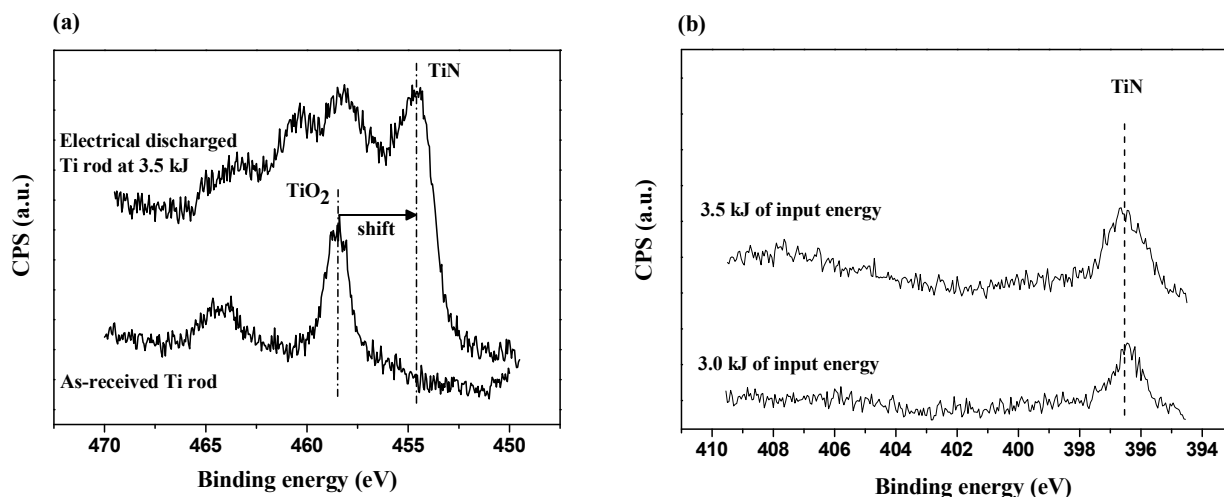 (a)
TiN
Electrical discharged
Ti rod at 3.5 kJ
TiO2
shift
As-received Ti rod
CPS (a.u.)
470 465 460 455 450
Binding energy (eV)
(b)
TiN
3.5 kJ of input energy
3.0 kJ of input energy
CPS (a.u.)
410 408 406 404 402 400 398 396 394
Binding energy (eV)